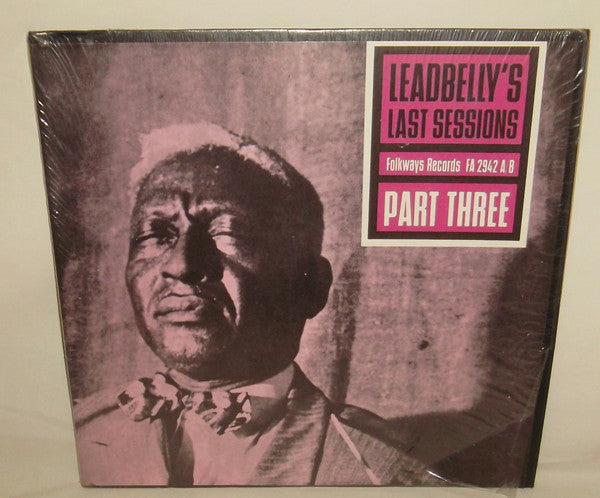 LEADBELLY'S
LAST SESSIONS
Folkways Records FA 2942 A/B
PART THREE